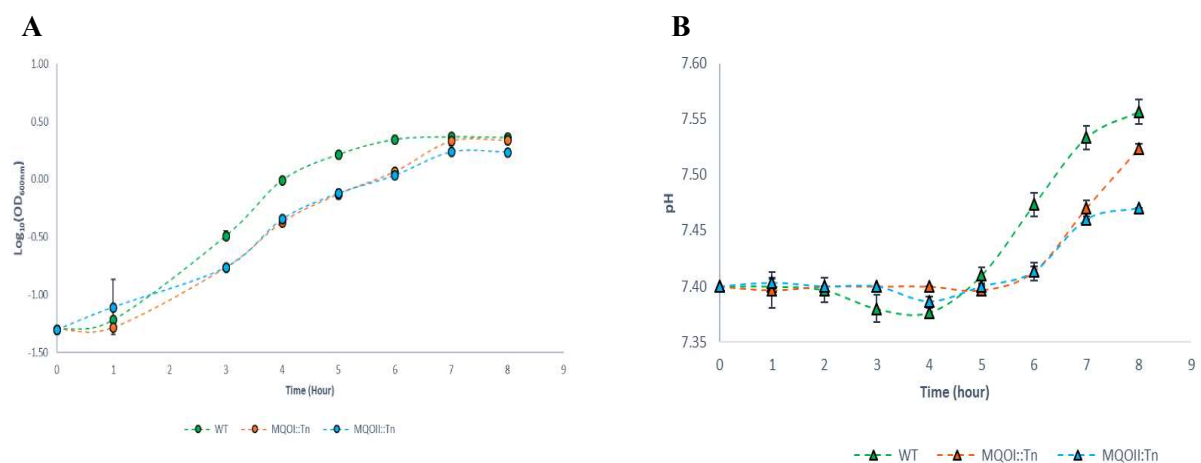 A
1.00
0.50
0.00
-0.50
-1.00
-1.50
Log10(OD600nm)
0 1 2 3 4 5 6 7 8 9
Time (Hour)
WT MQOI::Tn MQOII::Tn
B
7.60
7.55
7.50
7.45
7.40
7.35
pH
0 1 2 3 4 5 6 7 8 9
Time (hour)
WT MQOI::Tn MQOII:Tn